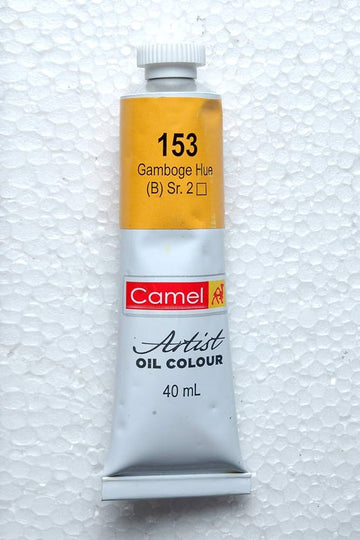 153
Gamboge Hue
(B) Sr. 2
Camel
Artist
OIL COLOUR
40 mL